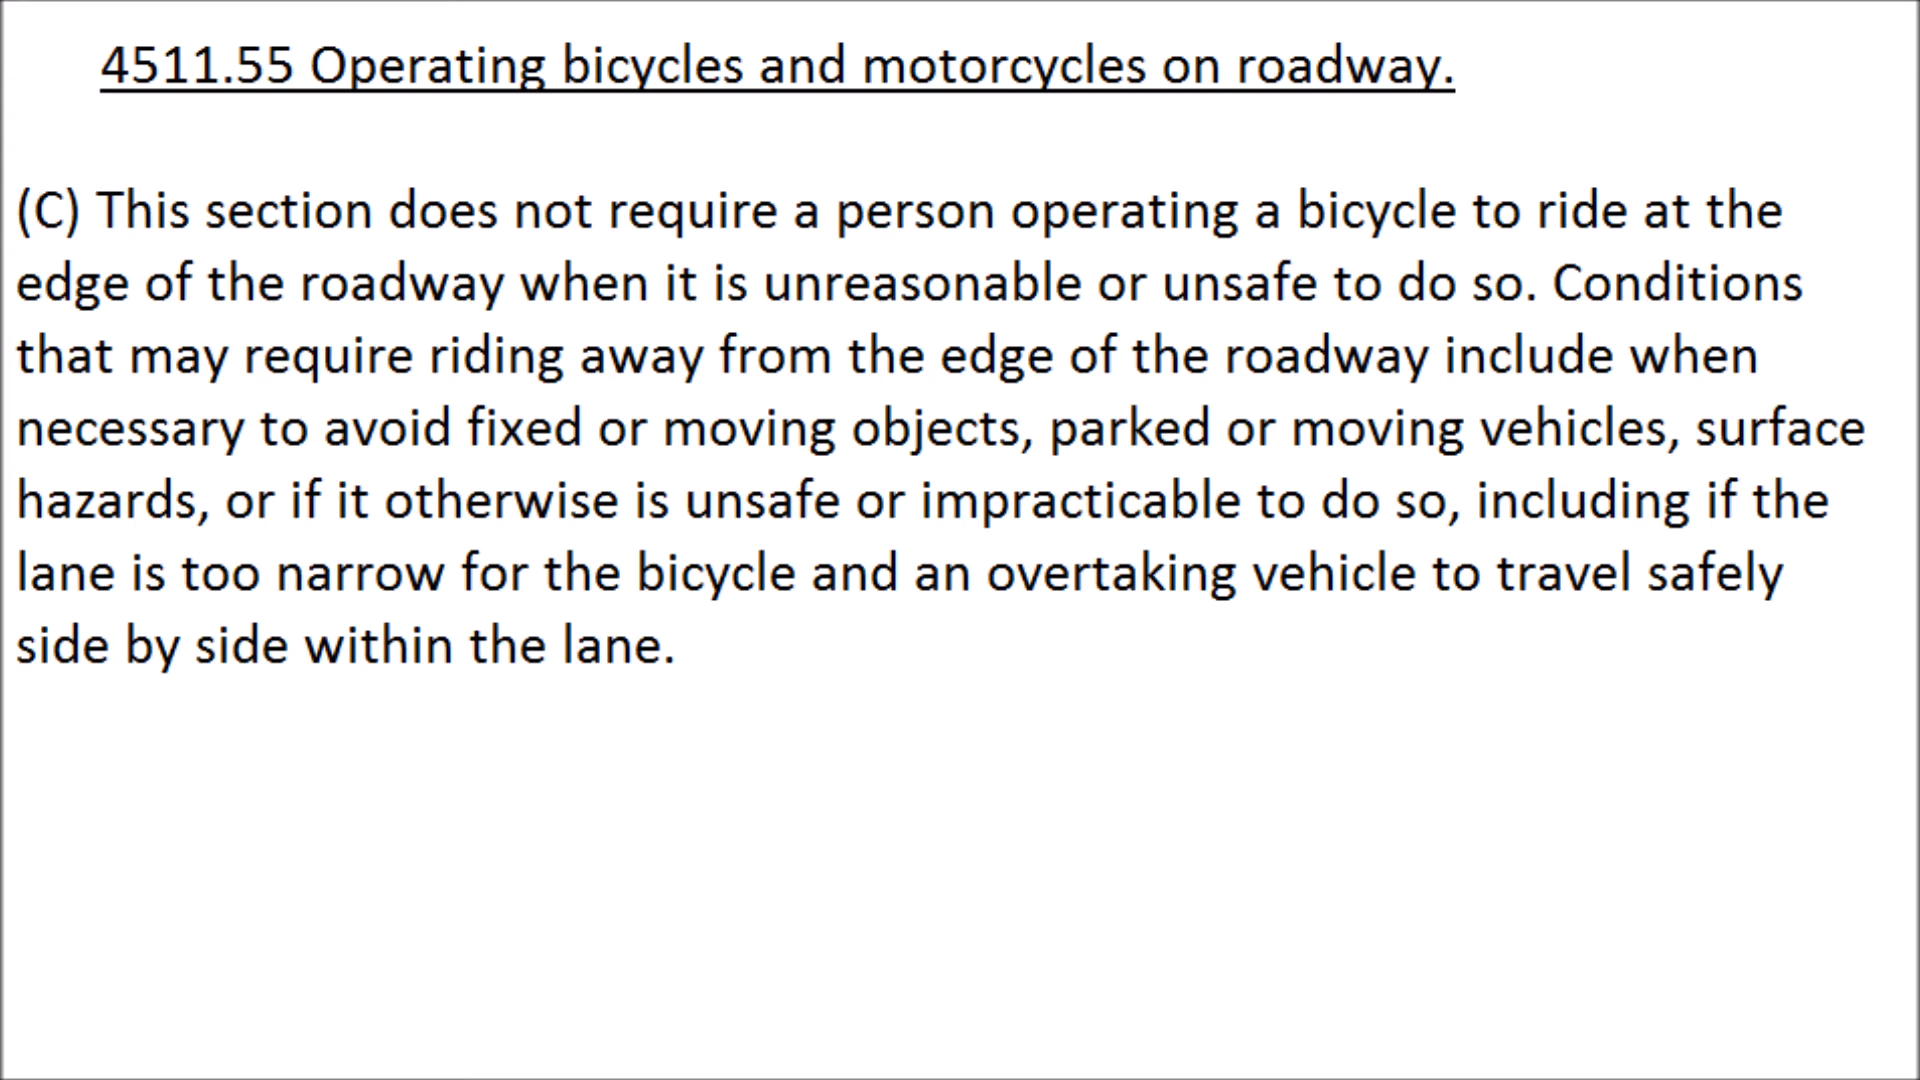 4511.55 Operating bicycles and motorcycles on roadway.
(C) This section does not require a person operating a bicycle to ride at the
edge of the roadway when it is unreasonable or unsafe to do so. Conditions
that may require riding away from the edge of the roadway include when
necessary to avoid fixed or moving objects, parked or moving vehicles, surface
hazards, or if it otherwise is unsafe or impracticable to do so, including if the
lane is too narrow for the bicycle and an overtaking vehicle to travel safely
side by side within the lane.